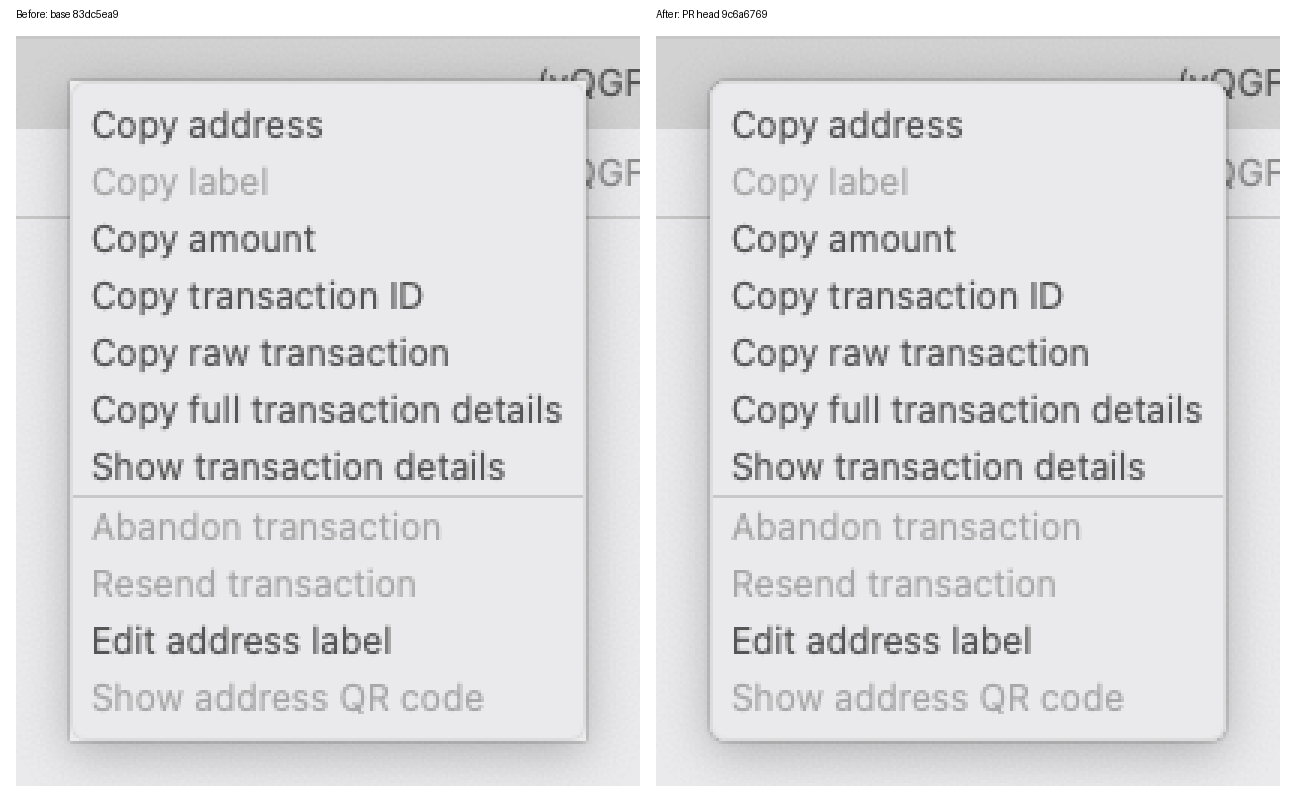 Before: base 83dc5ea9
Copy address
Copy label
Copy amount
Copy transaction ID
Copy raw transaction
Copy full transaction details
Show transaction details
Abandon transaction
Resend transaction
Edit address label
Show address QR code
After: PR head 9c6a6769
Copy address
Copy label
Copy amount
Copy transaction ID
Copy raw transaction
Copy full transaction details
Show transaction details
Abandon transaction
Resend transaction
Edit address label
Show address QR code